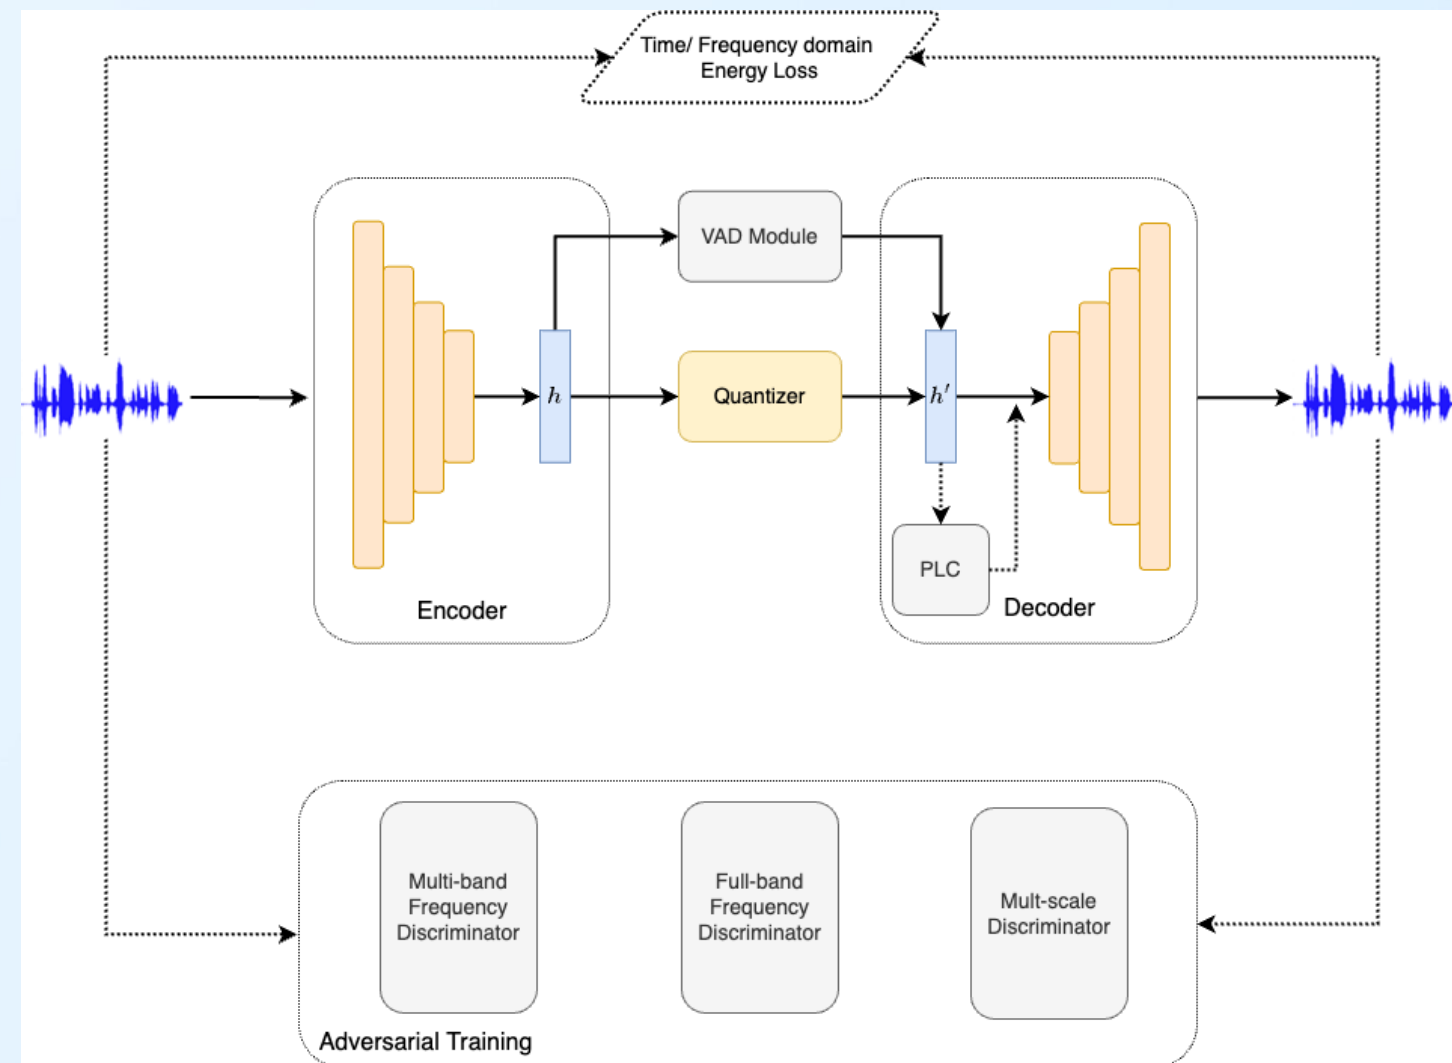 Time/ Frequency domain
Energy Loss
VAD Module
h
Quantizer
h′
PLC
Encoder
Decoder
Multi-band
Frequency
Discriminator
Full-band
Frequency
Discriminator
Mult-scale
Discriminator
Adversarial Training